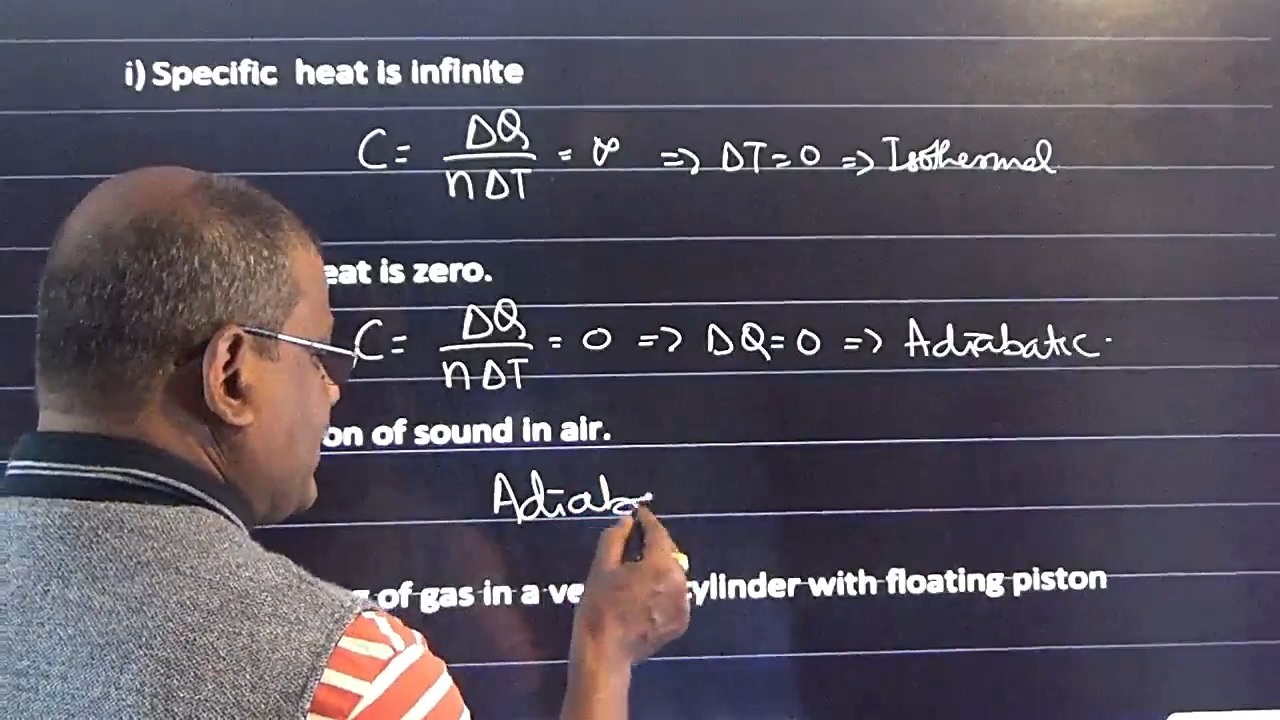 i) Specific heat is infinite
C = ΔQ / nΔT = ∞ => ΔT = 0 => Isothermal
eat is zero.
C = ΔQ / nΔT = 0 => ΔQ = 0 => Adiabatic.
on of sound in air.
Adiab
of gas in a ve cylinder with floating piston